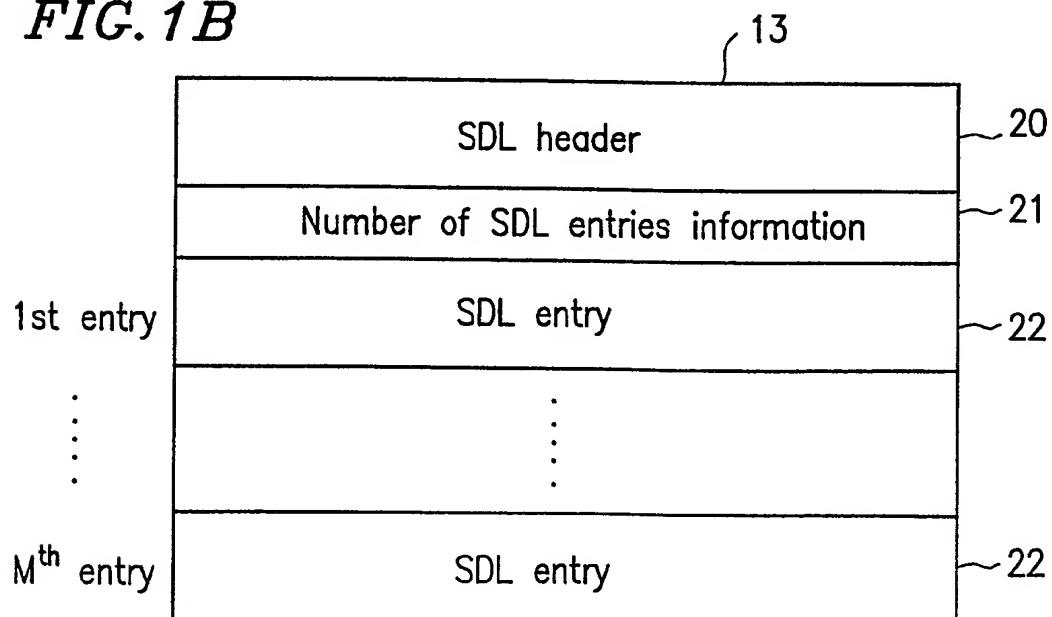 FIG. 1B
13
SDL header
20
Number of SDL entries information
21
1st entry
SDL entry
22
Mth entry
SDL entry
22